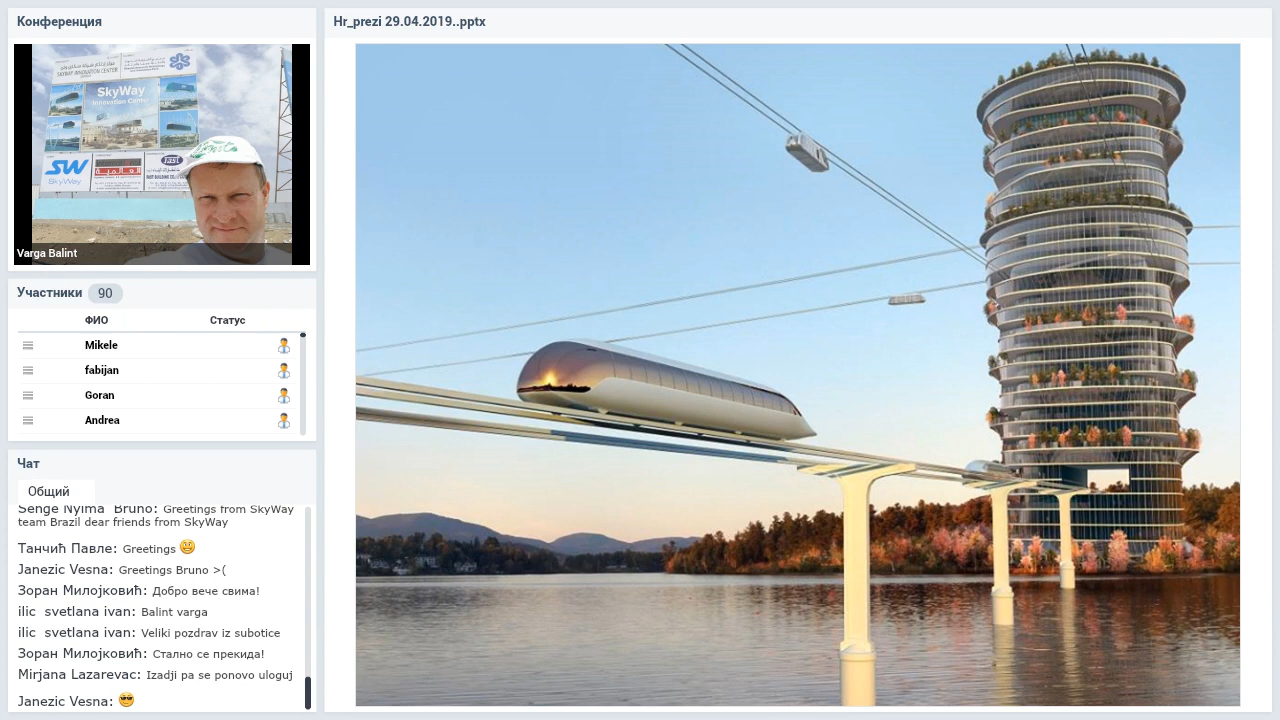 Конференция
SKYWAY INNOVATION CENTER
SkyWay
Innovation Center
SW
SkyWay
Varga Balint
Участники 90
ФИО Статус
Mikele
fabijan
Goran
Andrea
Чат
Общий
Senge Nyima Bruno: Greetings from SkyWay
team Brazil dear friends from SkyWay
Танчић Павле: Greetings
Janezic Vesna: Greetings Bruno >(
Зоран Милојковић: Добро вече свима!
ilic svetlana ivan: Balint varga
ilic svetlana ivan: Veliki pozdrav iz subotice
Зоран Милојковић: Стално се прекида!
Mirjana Lazarevac: Izadji pa se ponovo uloguj
Janezic Vesna:
Hr_prezi 29.04.2019..pptx